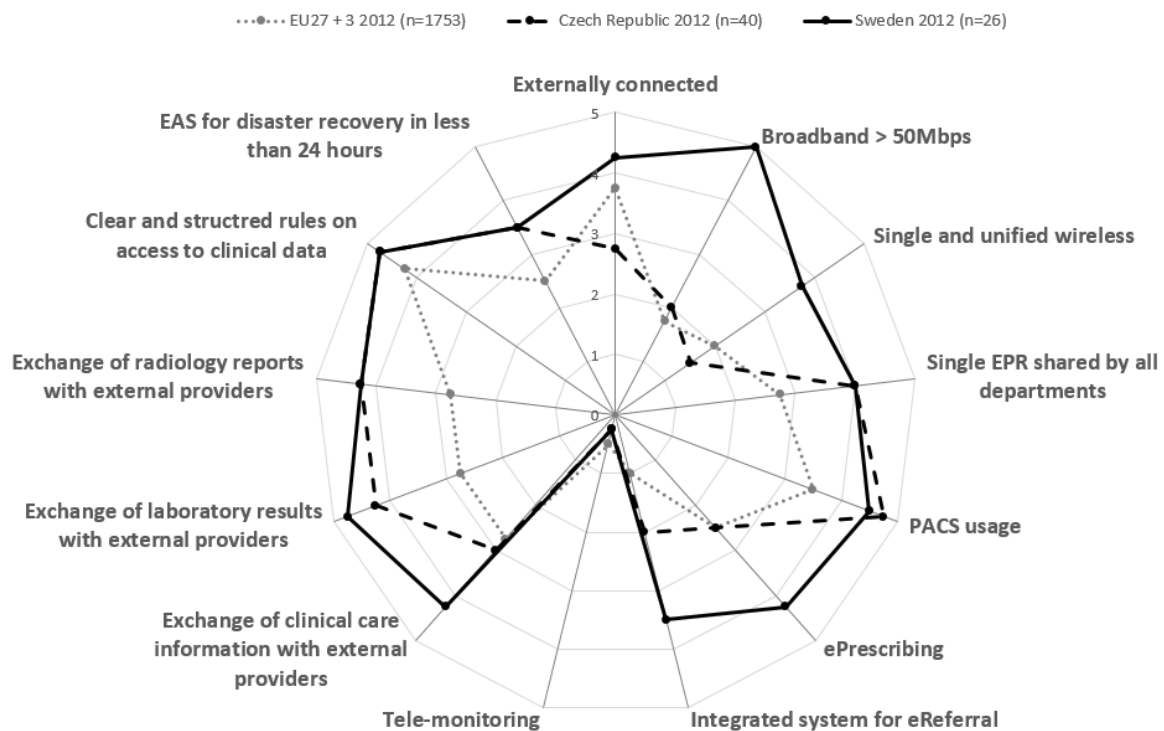 EU27 + 3 2012 (n=1753)
Czech Republic 2012 (n=40)
Sweden 2012 (n=26)
Externally connected
EAS for disaster recovery in less
than 24 hours
Broadband > 50Mbps
Clear and structred rules on
access to clinical data
Single and unified wireless
Exchange of radiology reports
with external providers
Single EPR shared by all
departments
Exchange of laboratory results
with external providers
PACS usage
Exchange of clinical care
information with external
providers
ePrescribing
Tele-monitoring
Integrated system for eReferral
5
4
3
2
1
0